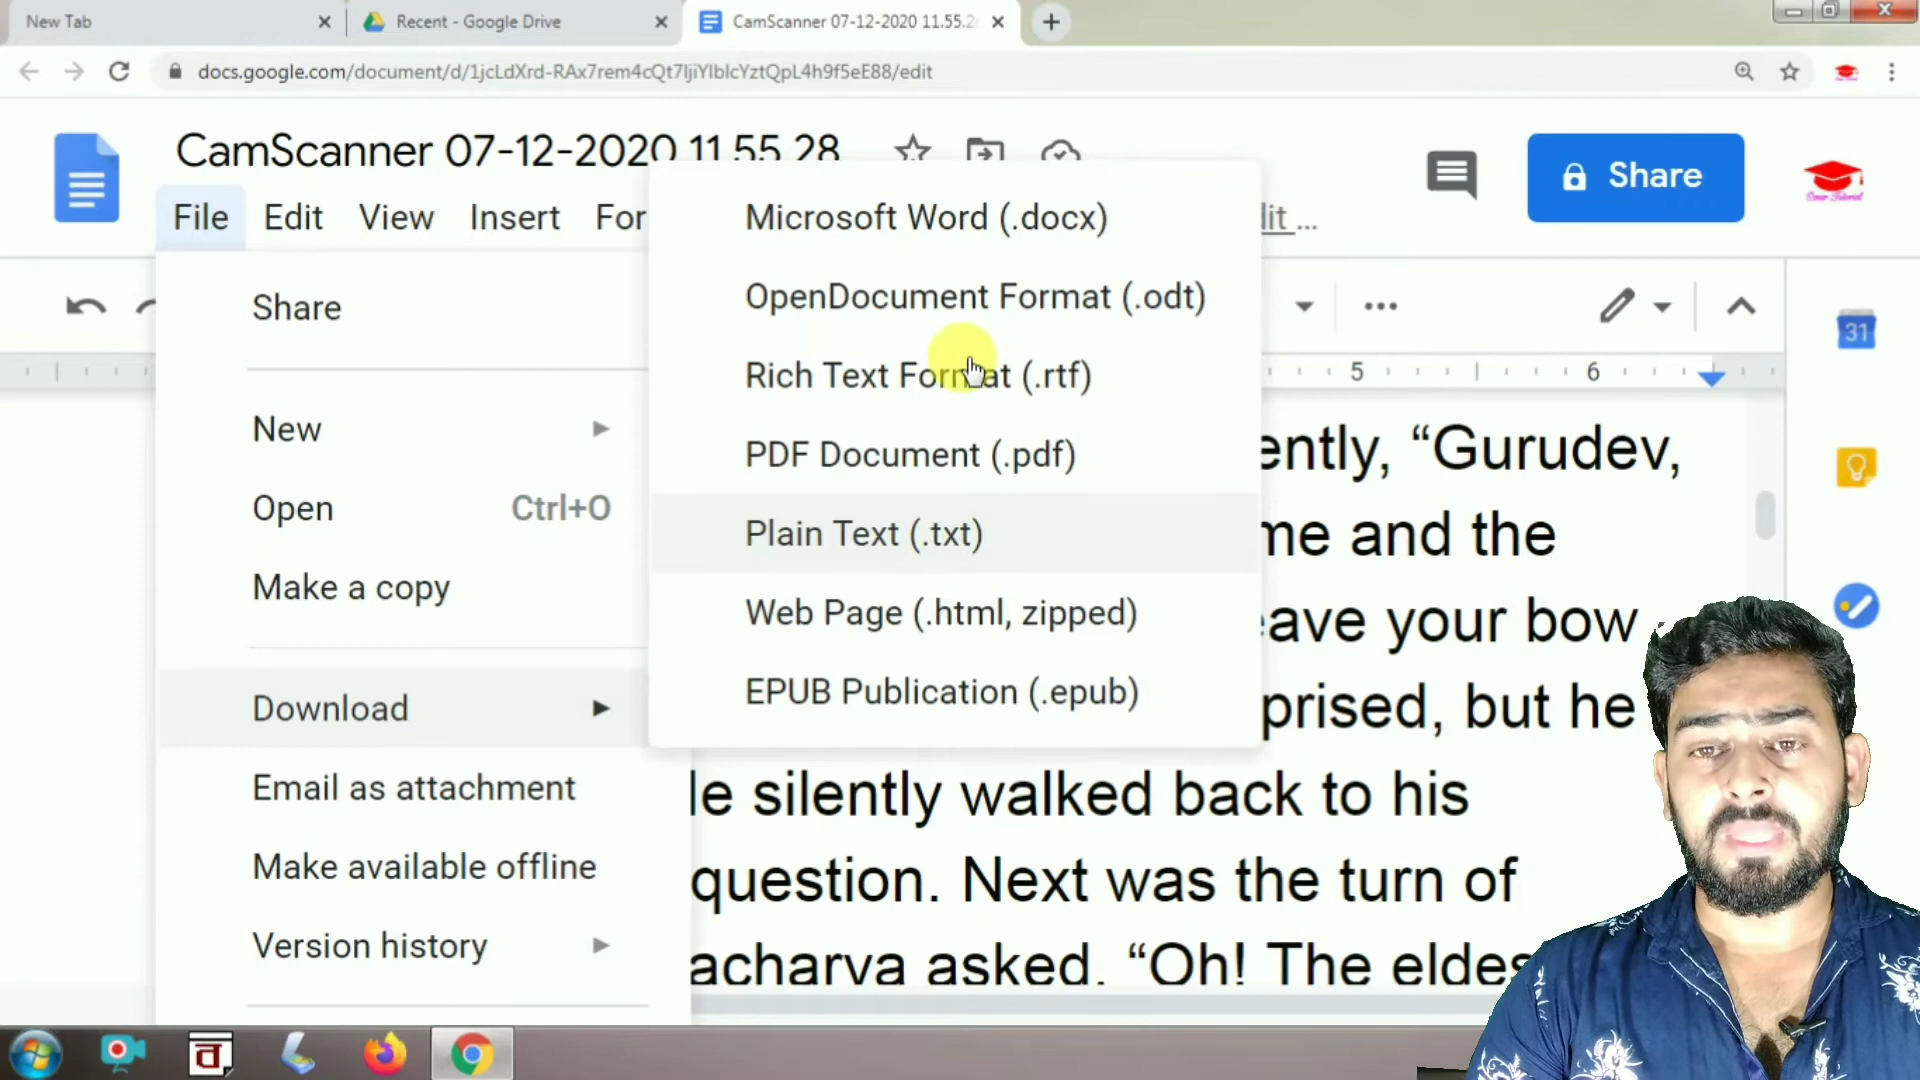 New Tab
Recent - Google Drive
CamScanner 07-12-2020 11.55.2
docs.google.com/document/d/1jcLdXrd-RAx7rem4cQt7IjiYlbIcYztQpL4h9f5eE88/edit
CamScanner 07-12-2020 11.55.28
Share
File Edit View Insert For
Share
New
Open Ctrl+O
Make a copy
Download
Email as attachment
Make available offline
Version history
Microsoft Word (.docx)
OpenDocument Format (.odt)
Rich Text Format (.rtf)
PDF Document (.pdf)
Plain Text (.txt)
Web Page (.html, zipped)
EPUB Publication (.epub)
5 6
31
ently, “Gurudev,
me and the
eave your bow
prised, but he
le silently walked back to his
question. Next was the turn of
acharva asked. “Oh! The eldes